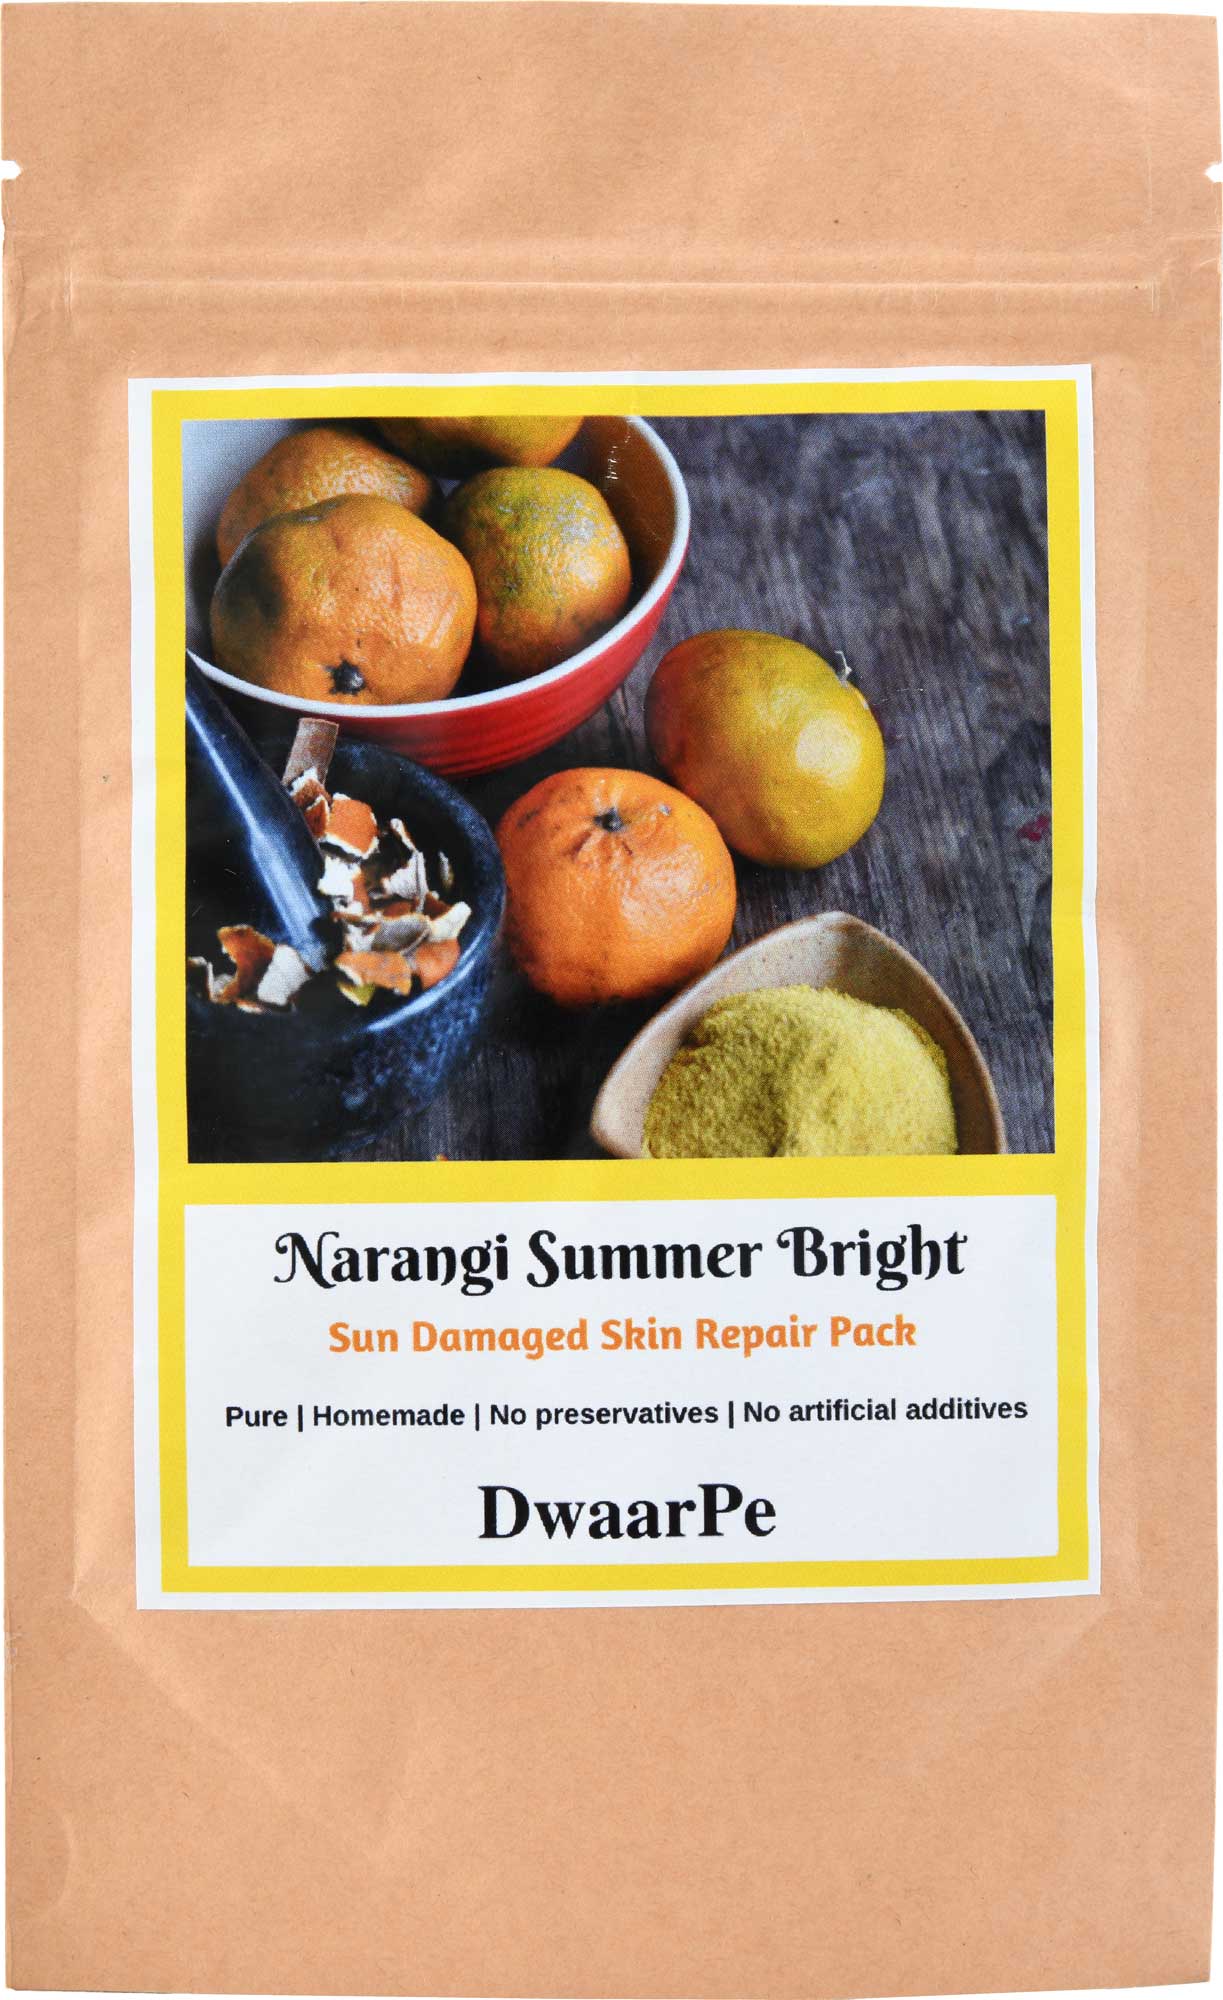 Narangi Summer Bright
Sun Damaged Skin Repair Pack
Pure | Homemade | No preservatives | No artificial additives
DwaarPe